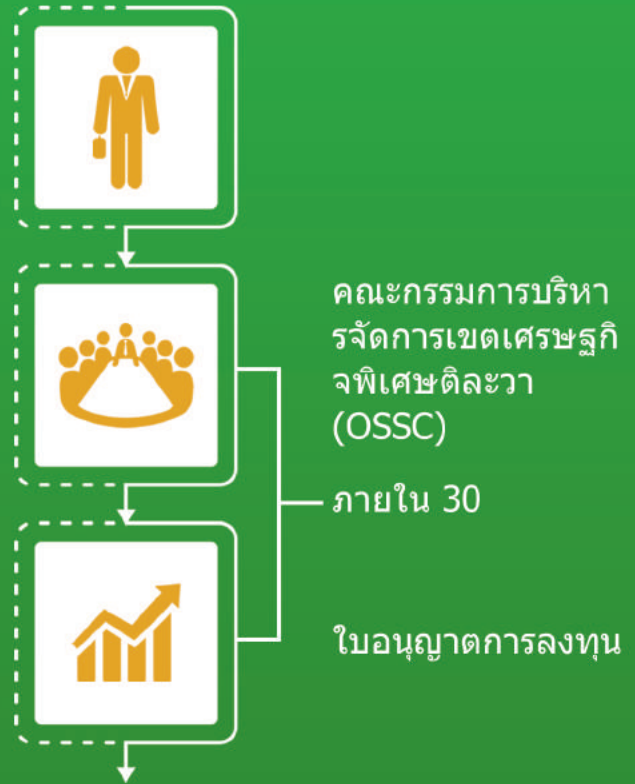 คณะกรรมการบริหา
รจัดการเขตเศรษฐกิ
จพิเศษติละวา
(OSSC)
ภายใน 30
ใบอนุญาตการลงทุน